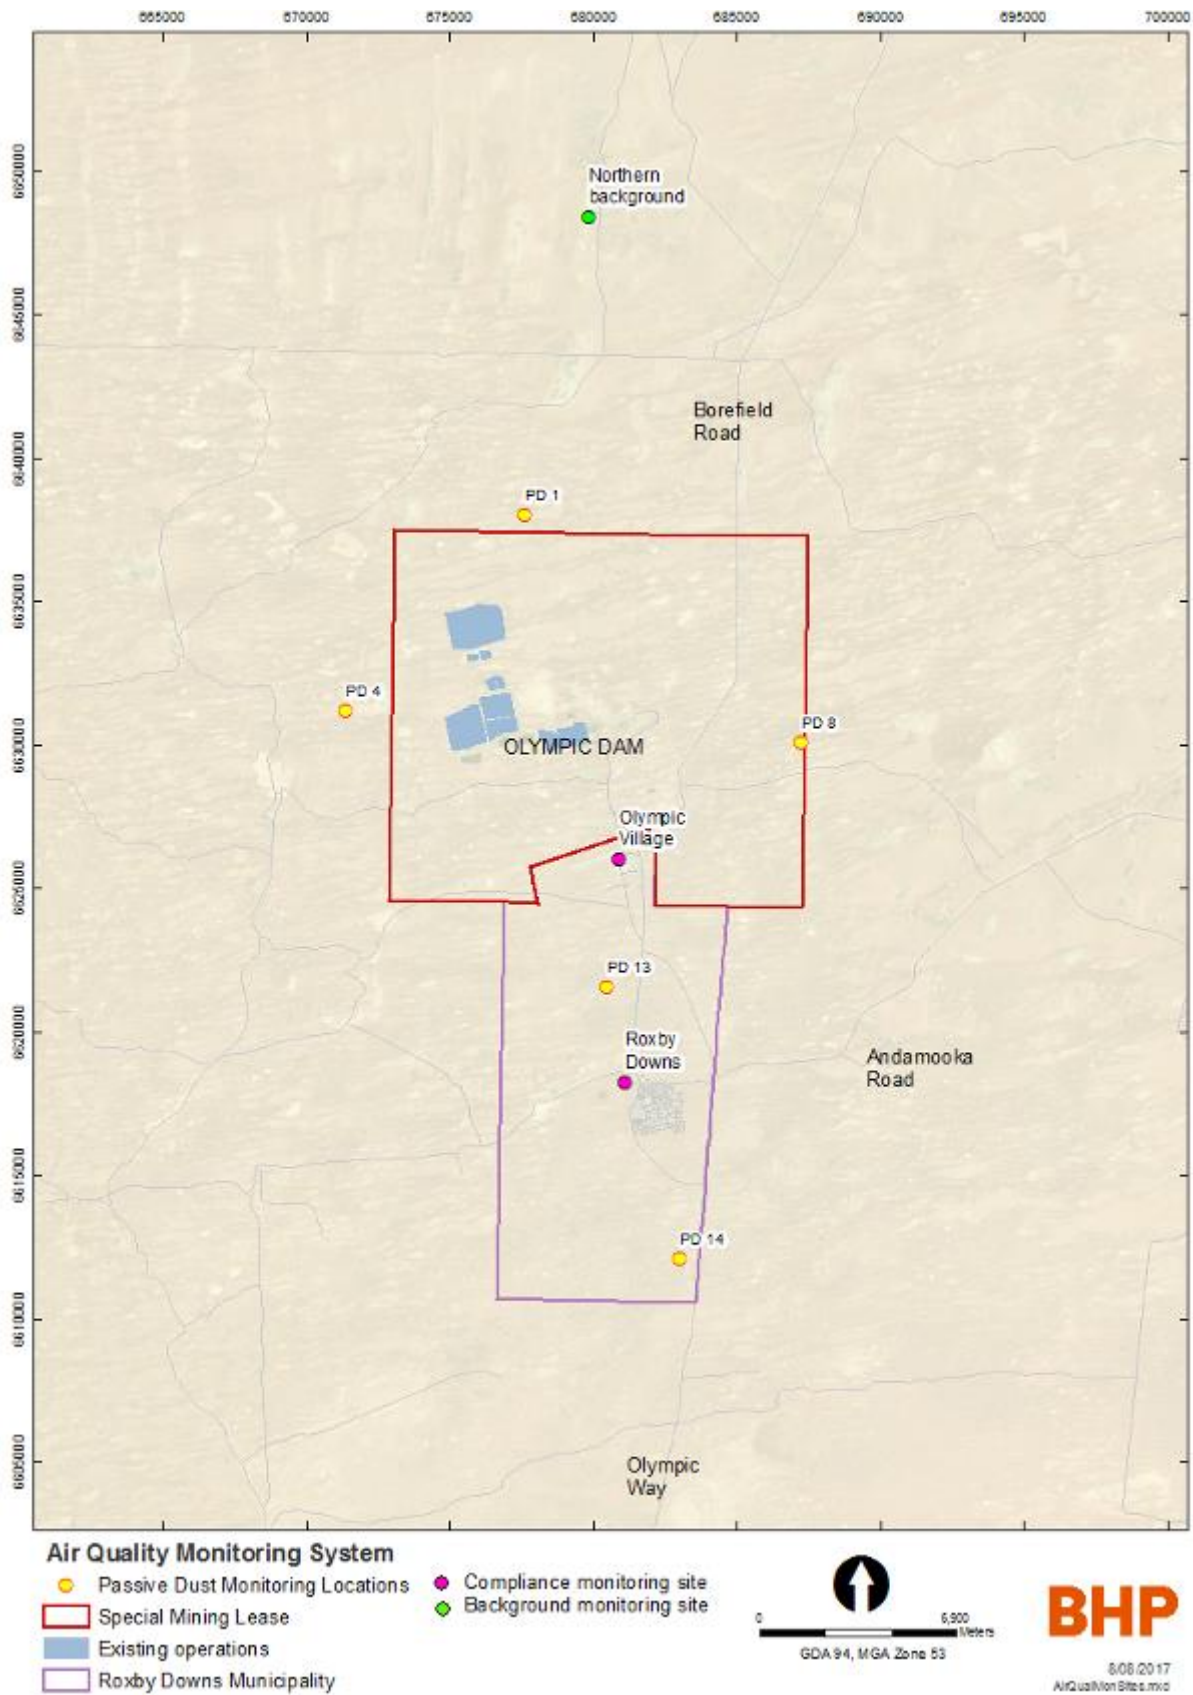 665000
670000
675000
680000
685000
690000
695000
700000
6650000
6645000
6640000
6635000
6630000
6625000
6620000
6615000
6610000
6605000
Northern
background
Borefield
Road
PD 1
PD 4
PD 8
OLYMPIC DAM
Olympic
Village
PD 13
Roxby
Downs
Andamooka
Road
PD 14
Olympic
Way
Air Quality Monitoring System
Passive Dust Monitoring Locations
Special Mining Lease
Existing operations
Roxby Downs Municipality
Compliance monitoring site
Background monitoring site
0 6,900
Meters
GDA 94, MGA Zone 53
BHP
8/08/2017
AirQualMonSites.mxd